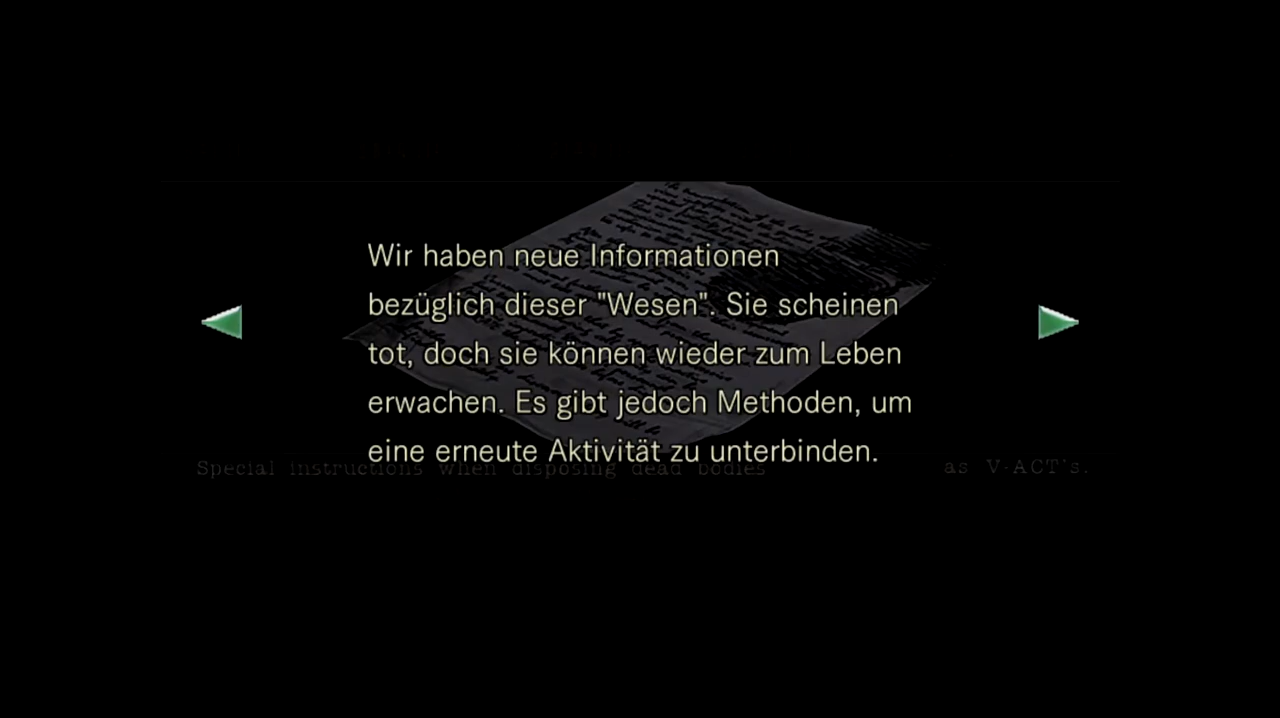 Wir haben neue Informationen
bezüglich dieser "Wesen". Sie scheinen
tot, doch sie können wieder zum Leben
erwachen. Es gibt jedoch Methoden, um
eine erneute Aktivität zu unterbinden.
Special instructions when disposing dead bodies as V-ACT's.